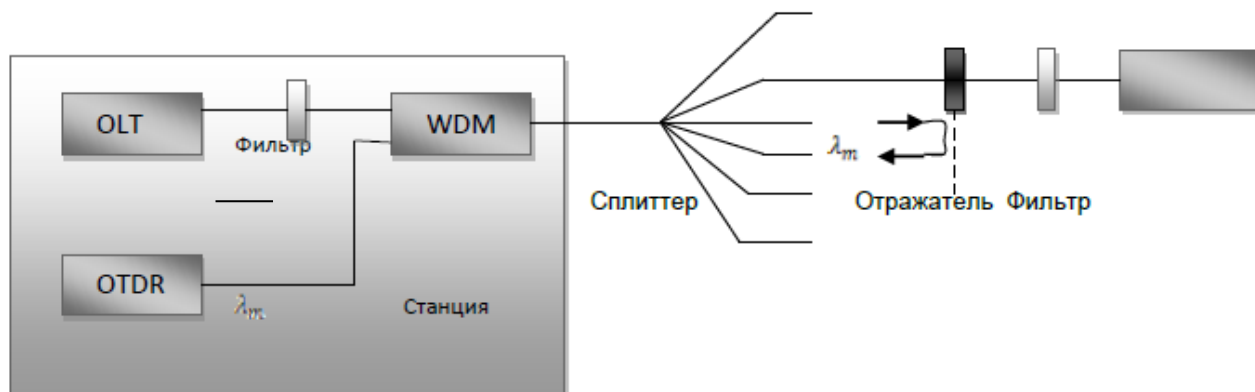 OLT
Фильтр
WDM
λm
Сплиттер
Отражатель Фильтр
OTDR
λm
Станция